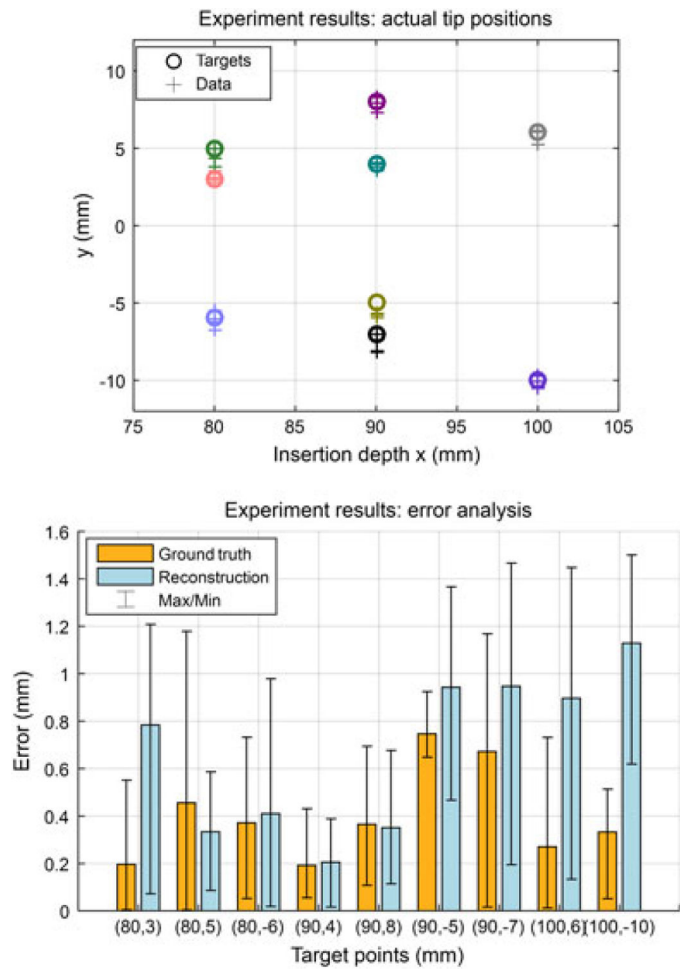 Experiment results: actual tip positions
Targets
Data
10
5
0
-5
-10
y (mm)
75 80 85 90 95 100 105
Insertion depth x (mm)
Experiment results: error analysis
Ground truth
Reconstruction
Max/Min
1.6
1.4
1.2
1
0.8
0.6
0.4
0.2
0
Error (mm)
(80,3) (80,5) (80,-6) (90,4) (90,8) (90,-5) (90,-7) (100,6) (100,-10)
Target points (mm)